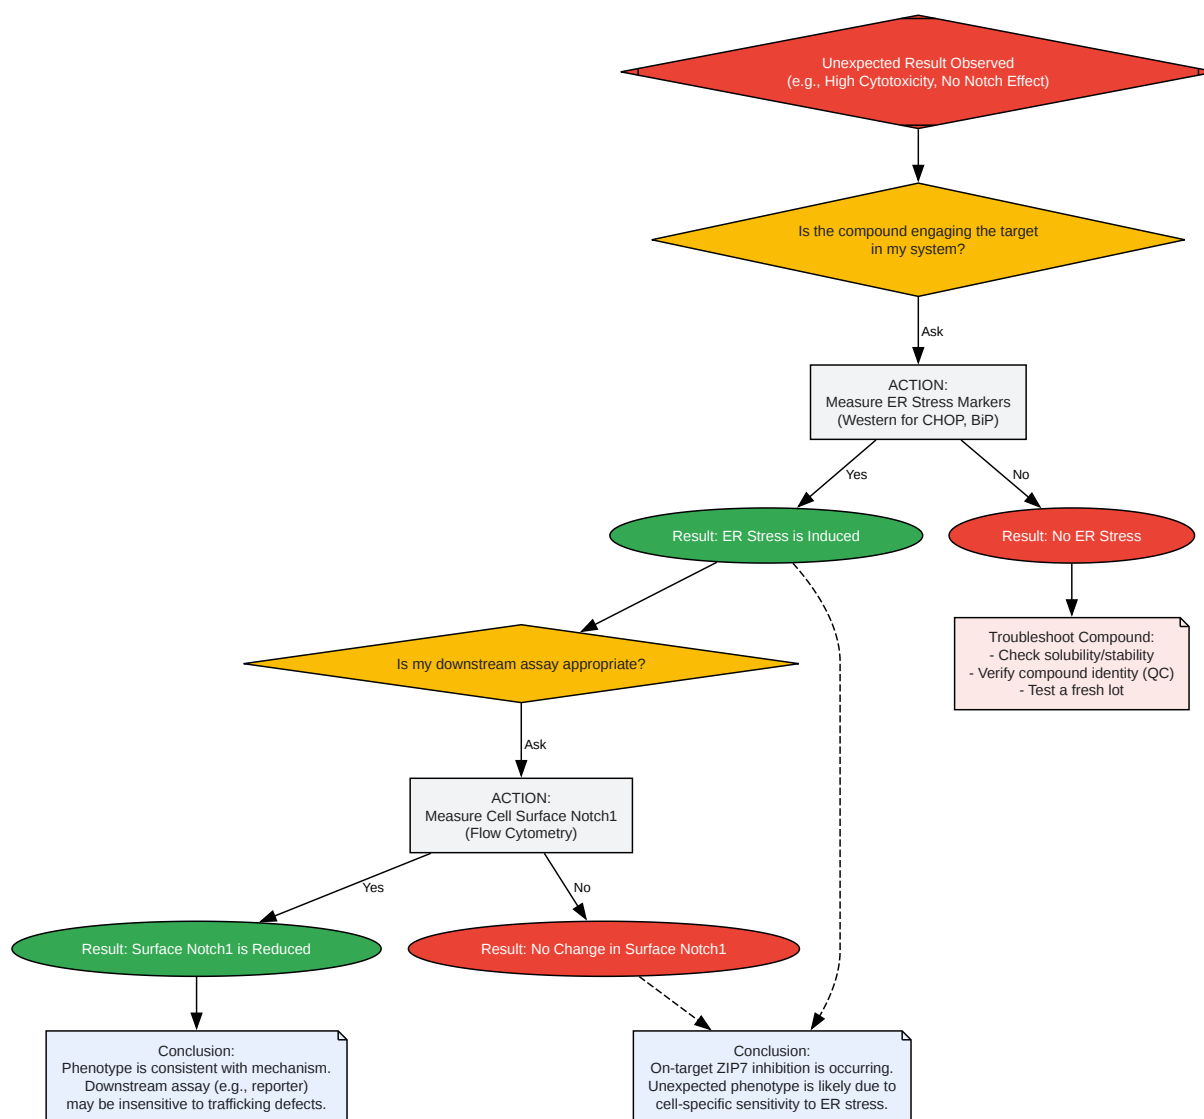 Unexpected Result Observed
(e.g., High Cytotoxicity, No Notch Effect)
Is the compound engaging the target
in my system?
Ask
ACTION:
Measure ER Stress Markers
(Western for CHOP, BiP)
Yes
No
Result: ER Stress is Induced
Result: No ER Stress
Troubleshoot Compound:
- Check solubility/stability
- Verify compound identity (QC)
- Test a fresh lot
Is my downstream assay appropriate?
Ask
ACTION:
Measure Cell Surface Notch1
(Flow Cytometry)
Yes
No
Result: Surface Notch1 is Reduced
Result: No Change in Surface Notch1
Conclusion:
Phenotype is consistent with mechanism.
Downstream assay (e.g., reporter)
may be insensitive to trafficking defects.
Conclusion:
On-target ZIP7 inhibition is occurring.
Unexpected phenotype is likely due to
cell-specific sensitivity to ER stress.